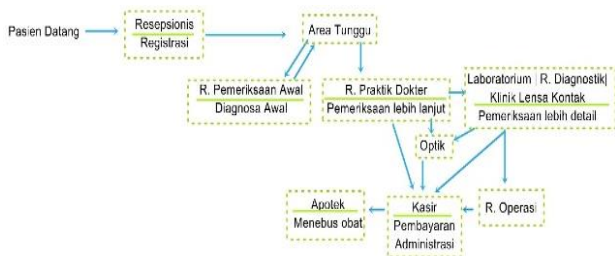 Pasien Datang
Resepsionis
Registrasi
Area Tunggu
R. Pemeriksaan Awal
Diagnosa Awal
R. Praktik Dokter
Pemeriksaan lebih lanjut
Laboratorium | R. Diagnostik|
Klinik Lensa Kontak
Pemeriksaan lebih detail
Optik
Apotek
Menebus obat
Kasir
Pembayaran
Administrasi
R. Operasi